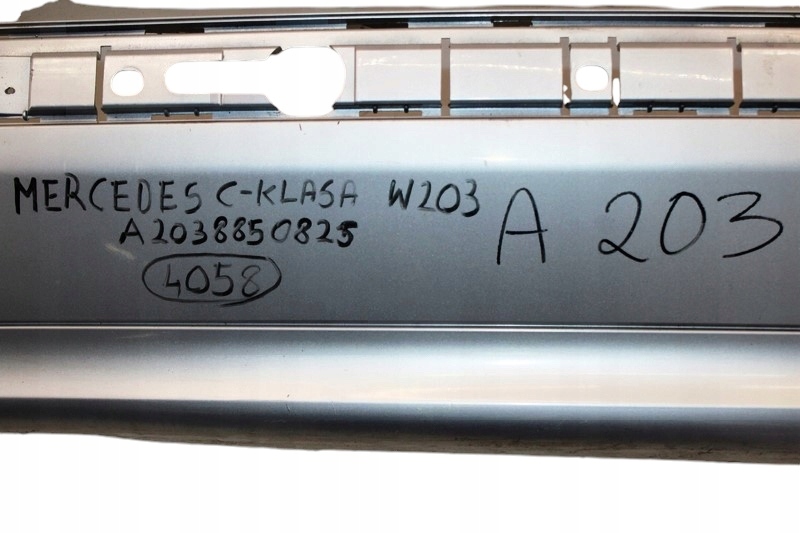 MERCEDES C-KLASA W203
A2038850825
4058
A 203